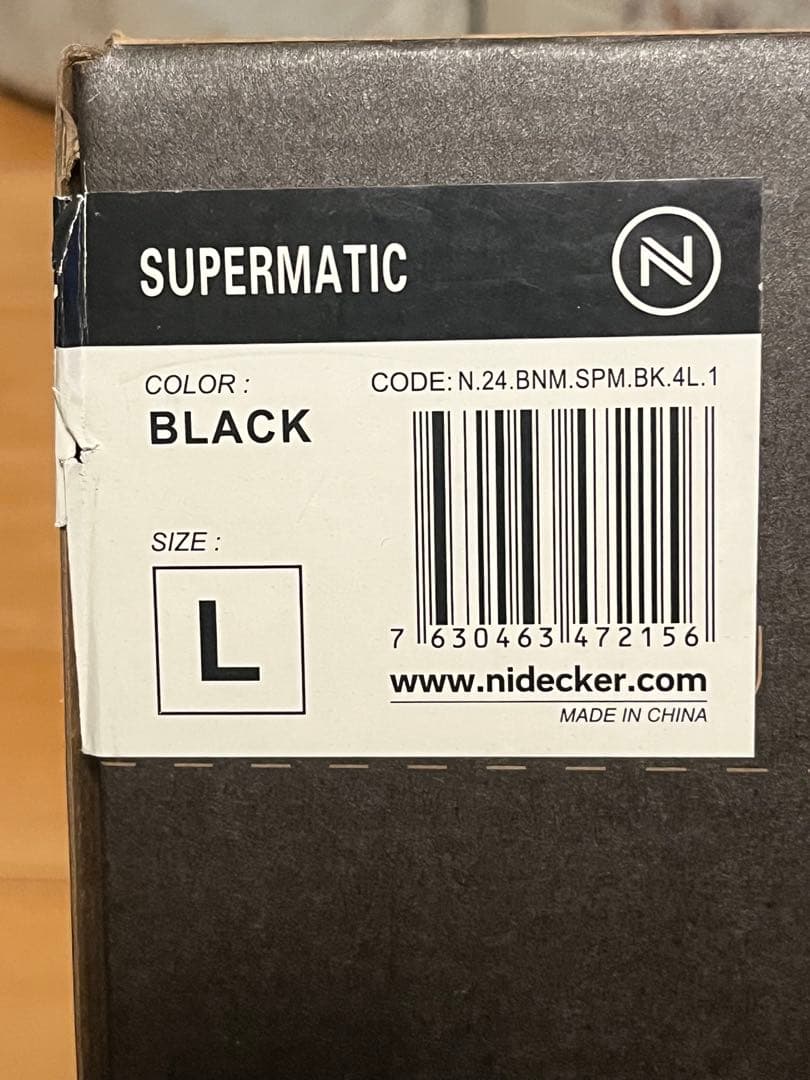 SUPERMATIC
N
COLOR :
BLACK
CODE: N.24.BNM.SPM.BK.4L.1
SIZE :
L
7 630463 472156
www.nidecker.com
MADE IN CHINA